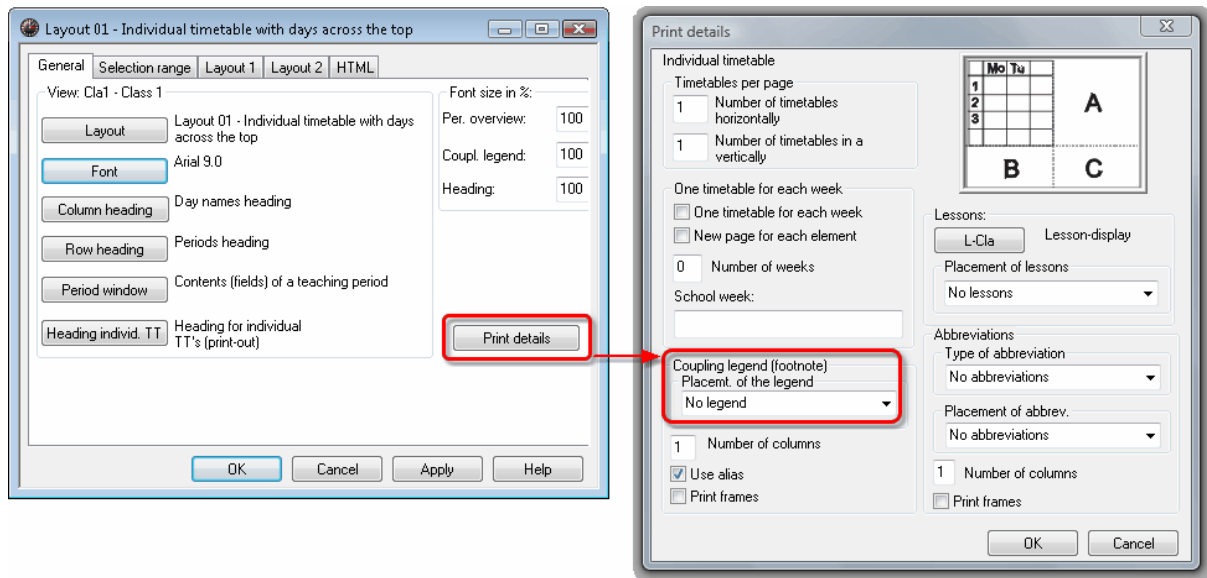 Layout 01 - Individual timetable with days across the top
General
Selection range
Layout 1
Layout 2
HTML
View: Cla1 - Class 1
Layout
Layout 01 - Individual timetable with days
across the top
Font
Arial 9.0
Column heading
Day names heading
Row heading
Periods heading
Period window
Contents (fields) of a teaching period
Heading individ. TT
Heading for individual
TT's (print-out)
Font size in %:
Per. overview:
100
Coupl. legend:
100
Heading:
100
Print details
OK
Cancel
Apply
Help
Print details
Individual timetable
Timetables per page
1
Number of timetables
horizontally
1
Number of timetables in a
vertically
One timetable for each week
One timetable for each week
New page for each element
0
Number of weeks
School week:
Coupling legend (footnote)
Placemt. of the legend
No legend
1
Number of columns
Use alias
Print frames
Mo Tu
1
2
3
A
B
C
Lessons:
L-Cla
Lesson-display
Placement of lessons
No lessons
Abbreviations
Type of abbreviation
No abbreviations
Placement of abbrev.
No abbreviations
1
Number of columns
Print frames
OK
Cancel